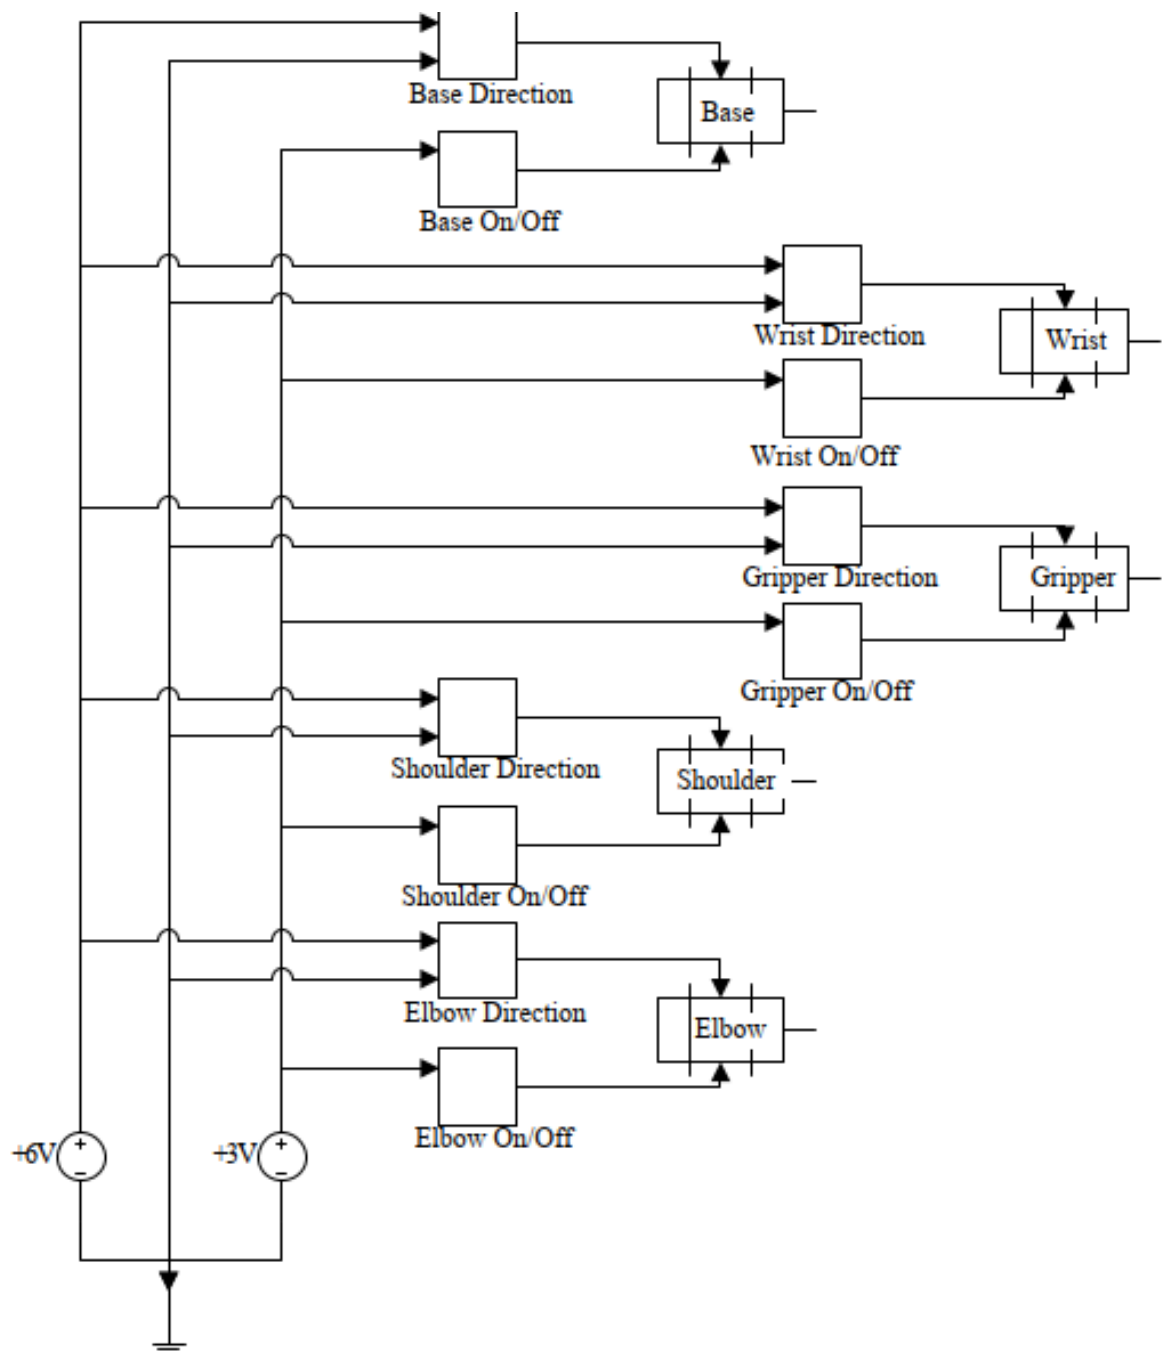 Base Direction
Base
Base On/Off
Wrist Direction
Wrist
Wrist On/Off
Gripper Direction
Gripper
Gripper On/Off
Shoulder Direction
Shoulder
Shoulder On/Off
Elbow Direction
Elbow
Elbow On/Off
+6V
+3V